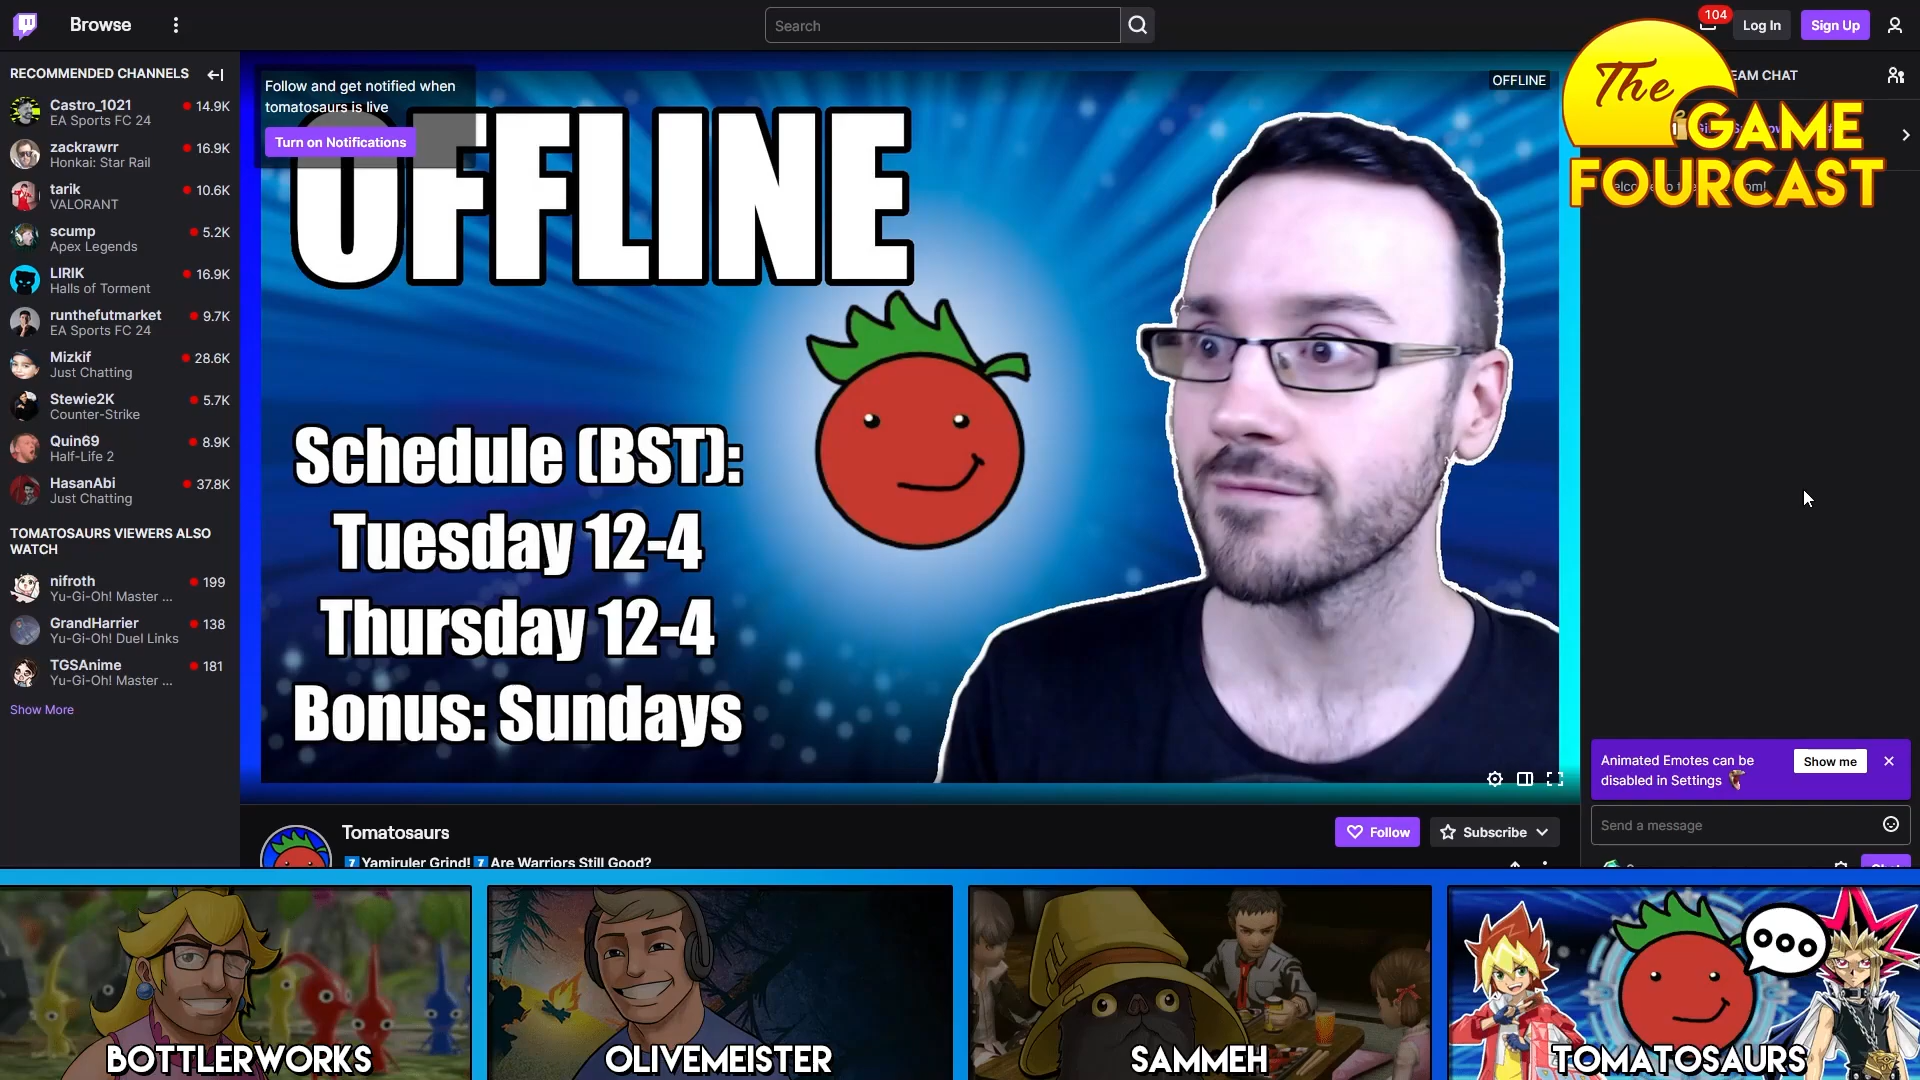 Browse
Search
104
Log In
Sign Up
RECOMMENDED CHANNELS
Castro_1021
14.9K
EA Sports FC 24
zackrawrr
16.9K
Honkai: Star Rail
tarik
10.6K
VALORANT
scump
5.2K
Apex Legends
LIRIK
16.9K
Halls of Torment
runthefutmarket
9.7K
EA Sports FC 24
Mizkif
28.6K
Just Chatting
Stewie2K
5.7K
Counter-Strike
Quin69
8.9K
Half-Life 2
HasanAbi
37.8K
Just Chatting
TOMATOSAURS VIEWERS ALSO
WATCH
nifroth
199
Yu-Gi-Oh! Master ...
GrandHarrier
138
Yu-Gi-Oh! Duel Links
TGSAnime
181
Yu-Gi-Oh! Master ...
Show More
Follow and get notified when
tomatosaurs is live
Turn on Notifications
OFFLINE
OFFLINE
Schedule (BST):
Tuesday 12-4
Thursday 12-4
Bonus: Sundays
The
GAME
FOURCAST
CHAT
Animated Emotes can be
disabled in Settings
Show me
Send a message
Tomatosaurs
Follow
Subscribe
7 Yamiruler Grind! 7 Are Warriors Still Good?
BOTTLERWORKS
OLIVEMEISTER
SAMMEH
TOMATOSAURS